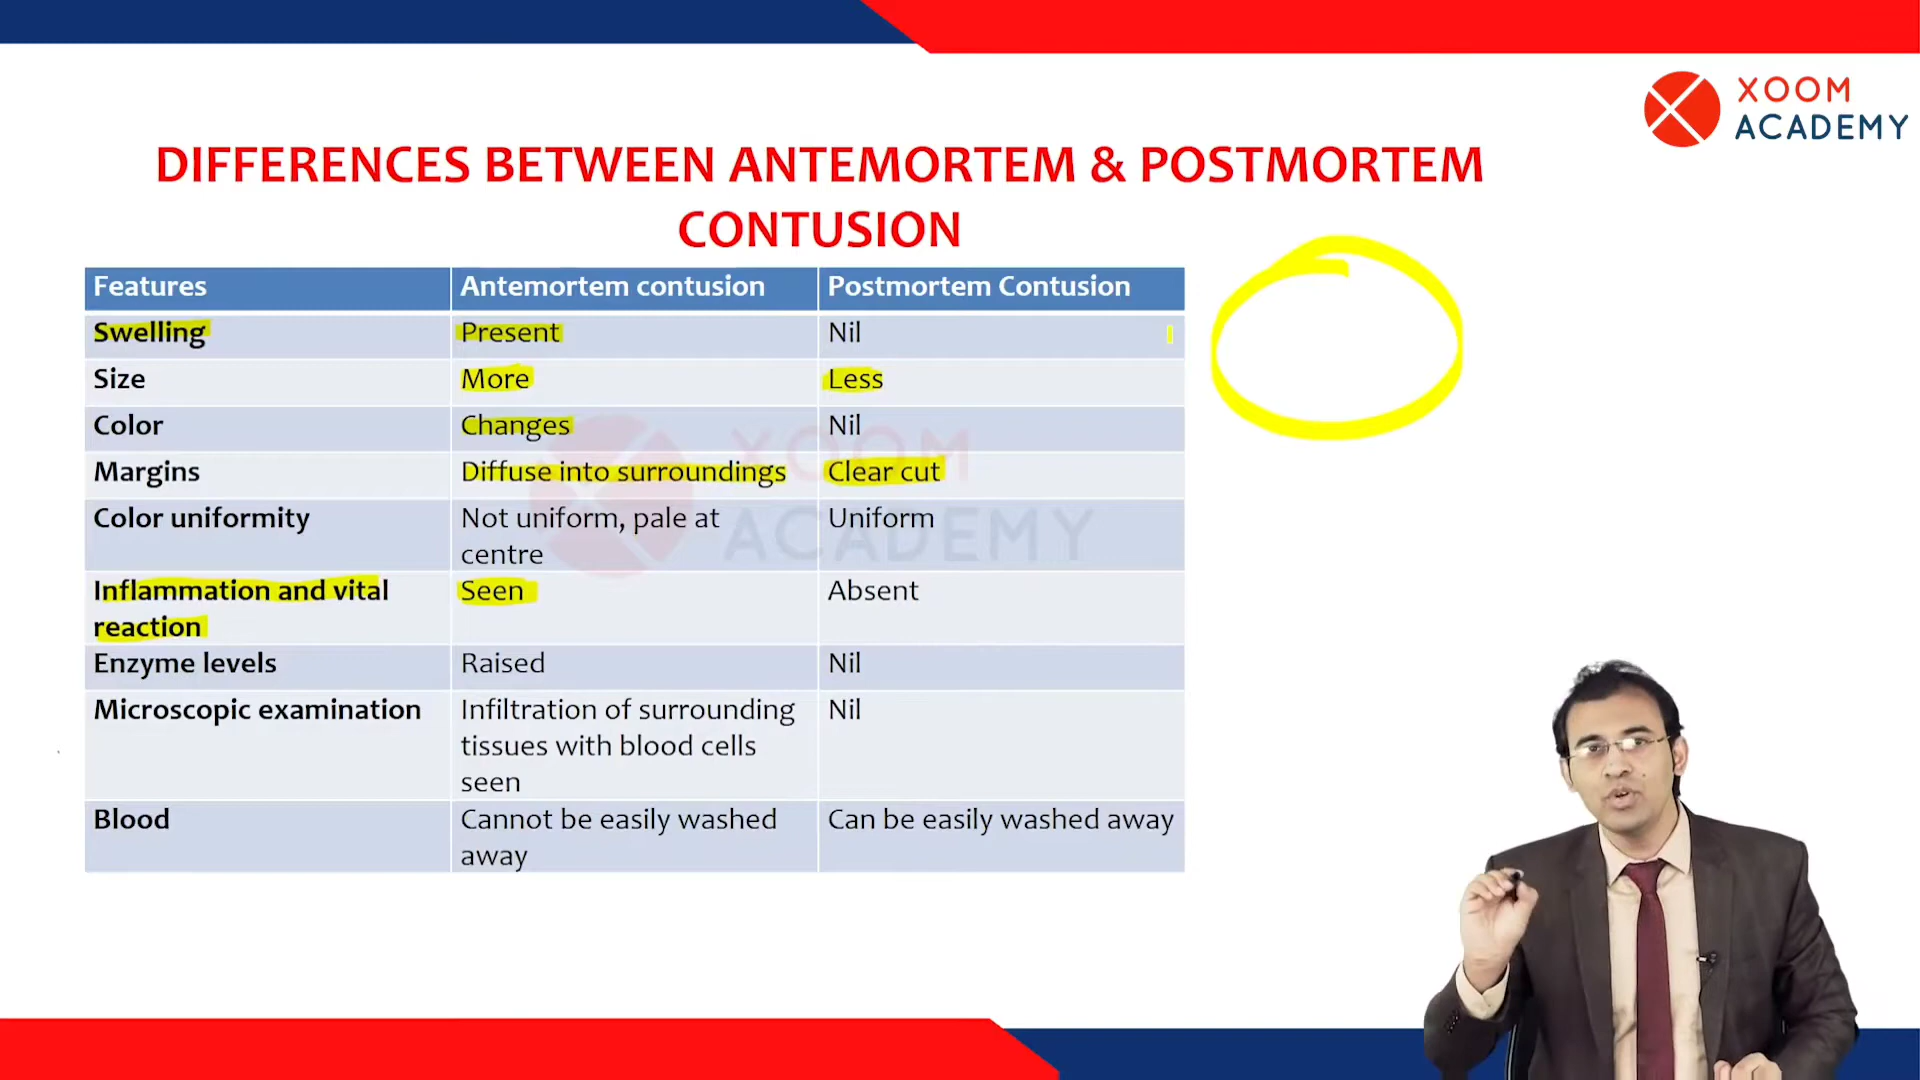 XOOM
ACADEMY
DIFFERENCES BETWEEN ANTEMORTEM & POSTMORTEM
CONTUSION
Features Antemortem contusion Postmortem Contusion
Swelling Present Nil
Size More Less
Color Changes Nil
Margins Diffuse into surroundings Clear cut
Color uniformity Not uniform, pale at Uniform
centre
Inflammation and vital Seen Absent
reaction
Enzyme levels Raised Nil
Microscopic examination Infiltration of surrounding Nil
tissues with blood cells
seen
Blood Cannot be easily washed Can be easily washed away
away
XOOM
ACADEMY